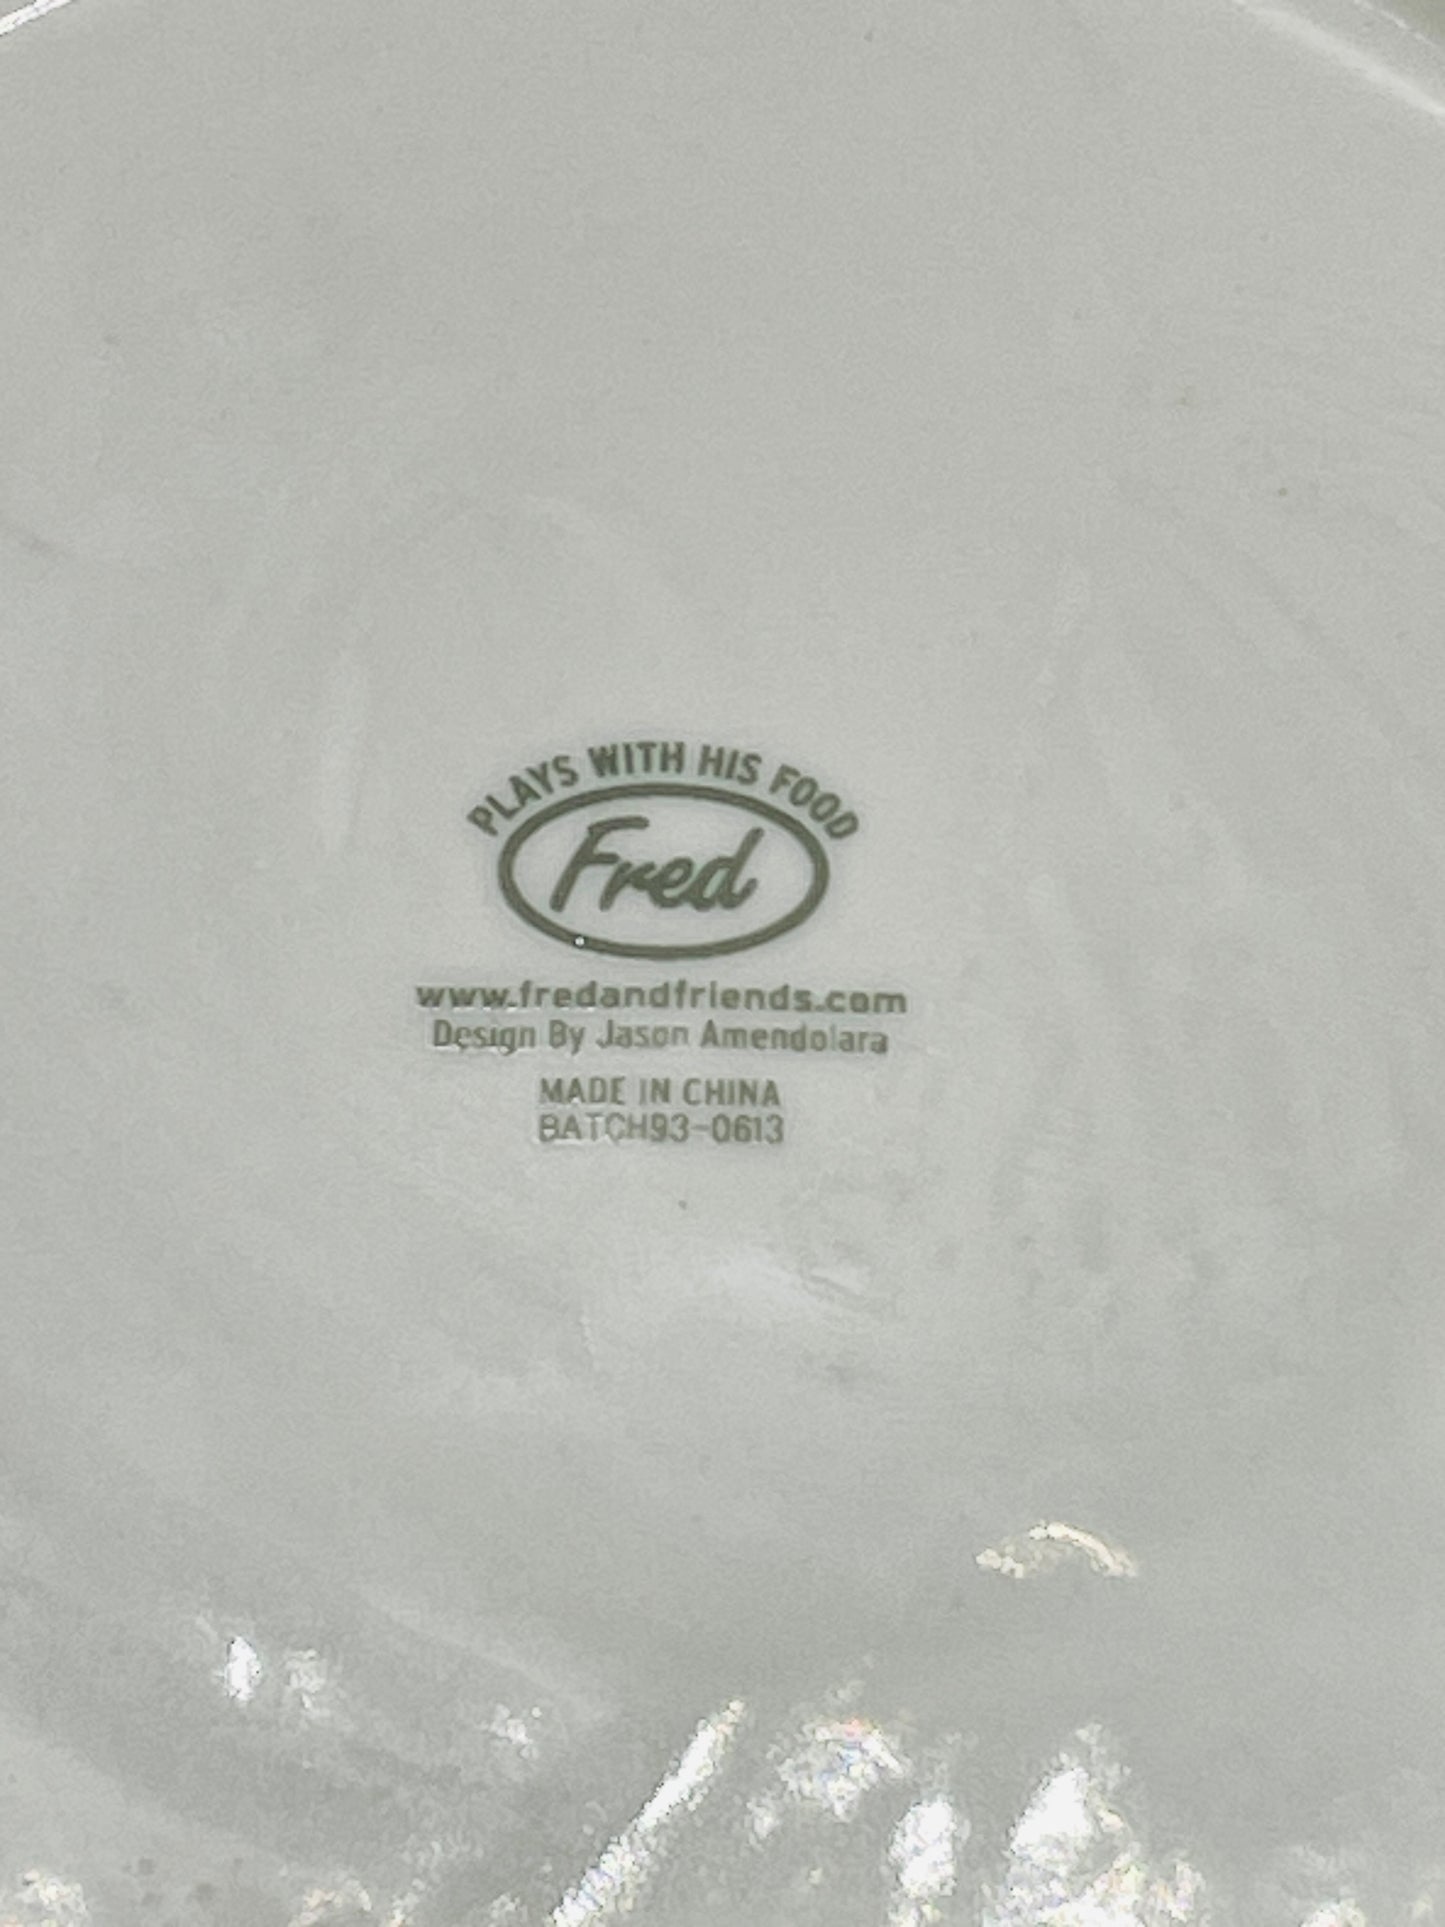 PLAYS WITH HIS FOOD
Fred
www.fredandfriends.com
Design By Jason Amendolara
MADE IN CHINA
BATCH93-0613